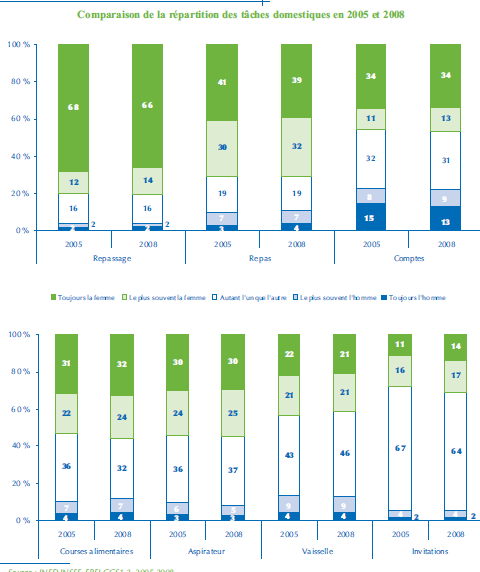 Comparaison de la répartition des tâches domestiques en 2005 et 2008
100 %
80 %
60 %
40 %
20 %
0 %
68 66 41 39 34 34
12 14 30 32 11 13
16 16 19 19 32 31
2 2 7 7 8 9
2 2 3 4 15 13
2005 2008 2005 2008 2005 2008
Repassage Repas Comptes
Toujours la femme Le plus souvent la femme Autant l'un que l'autre Le plus souvent l'homme Toujours l'homme
100 %
80 %
60 %
40 %
20 %
0 %
31 32 30 30 22 21 11 14
22 24 24 25 21 21 16 17
36 32 36 37 43 46 67 64
7 7 6 5 9 9 4 4
4 4 3 3 4 4 2 2
2005 2008 2005 2008 2005 2008 2005 2008
Courses alimentaires Aspirateur Vaisselle Invitations